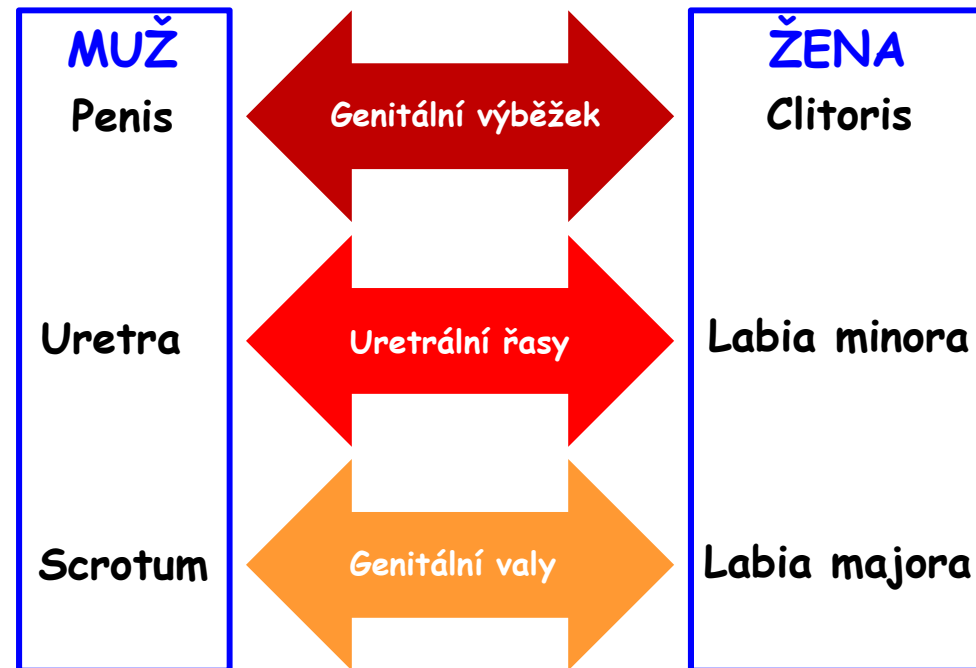 MUŽ
ŽENA
Penis
Genitální výběžek
Clitoris
Uretra
Uretrální řasy
Labia minora
Scrotum
Genitální valy
Labia majora